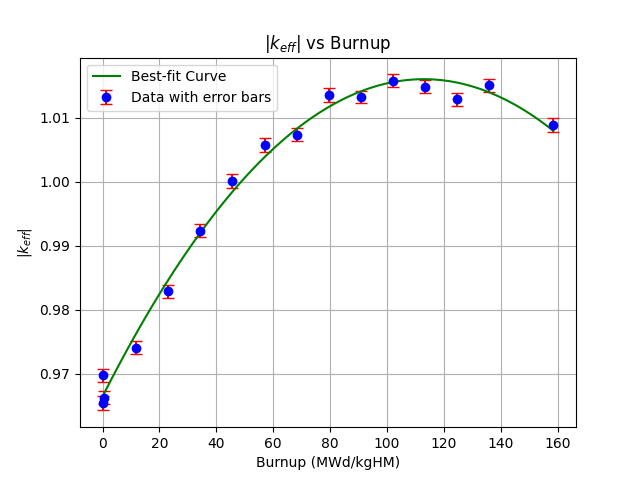 |k_eff| vs Burnup
Best-fit Curve
Data with error bars
|k_eff|
1.01
1.00
0.99
0.98
0.97
0 20 40 60 80 100 120 140 160
Burnup (MWd/kgHM)